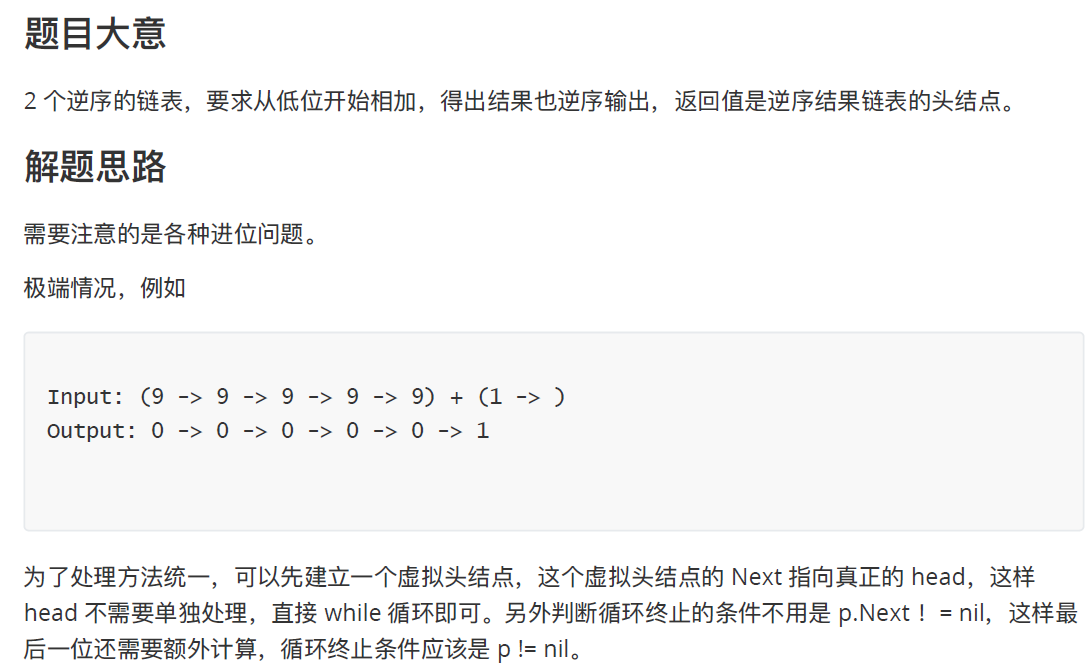 题目大意
2 个逆序的链表，要求从低位开始相加，得出结果也逆序输出，返回值是逆序结果链表的头结点。
解题思路
需要注意的是各种进位问题。
极端情况，例如
Input: (9 -> 9 -> 9 -> 9 -> 9) + (1 -> )
Output: 0 -> 0 -> 0 -> 0 -> 0 -> 1
为了处理方法统一，可以先建立一个虚拟头结点，这个虚拟头结点的 Next 指向真正的 head，这样
head 不需要单独处理，直接 while 循环即可。另外判断循环终止的条件不用是 p.Next ！= nil，这样最
后一位还需要额外计算，循环终止条件应该是 p != nil。